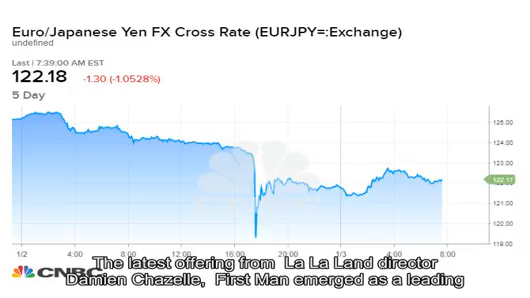 Euro/Japanese Yen FX Cross Rate (EURJPY=:Exchange)
undefined
Last | 7:39:00 AM EST
122.18 -1.30 (-1.0528%)
5 Day
125.00
124.00
123.00
122.17
121.00
120.00
119.00
1/2 4:00 8:00 12:00 16:00 20:00 1/3 4:00 8:00
CNBC
The latest offering from La La Land director
Damien Chazelle, First Man emerged as a leading